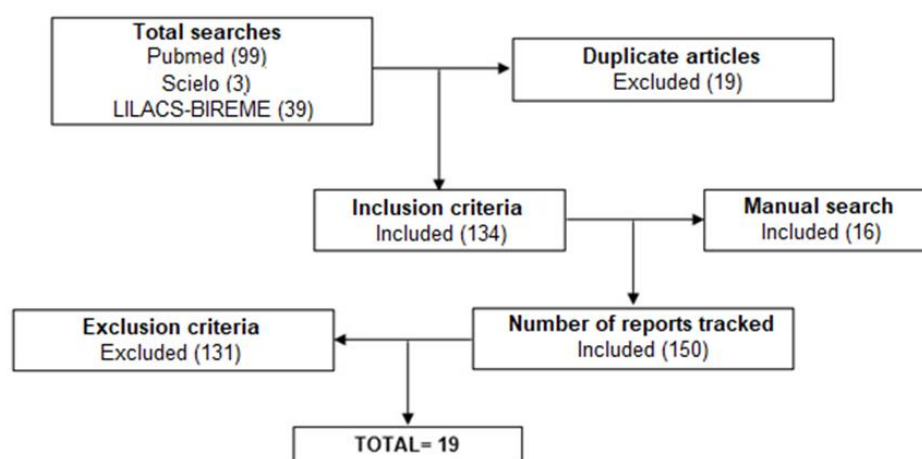 Total searches
Pubmed (99)
Scielo (3)
LILACS-BIREME (39)
Duplicate articles
Excluded (19)
Inclusion criteria
Included (134)
Manual search
Included (16)
Number of reports tracked
Included (150)
Exclusion criteria
Excluded (131)
TOTAL= 19